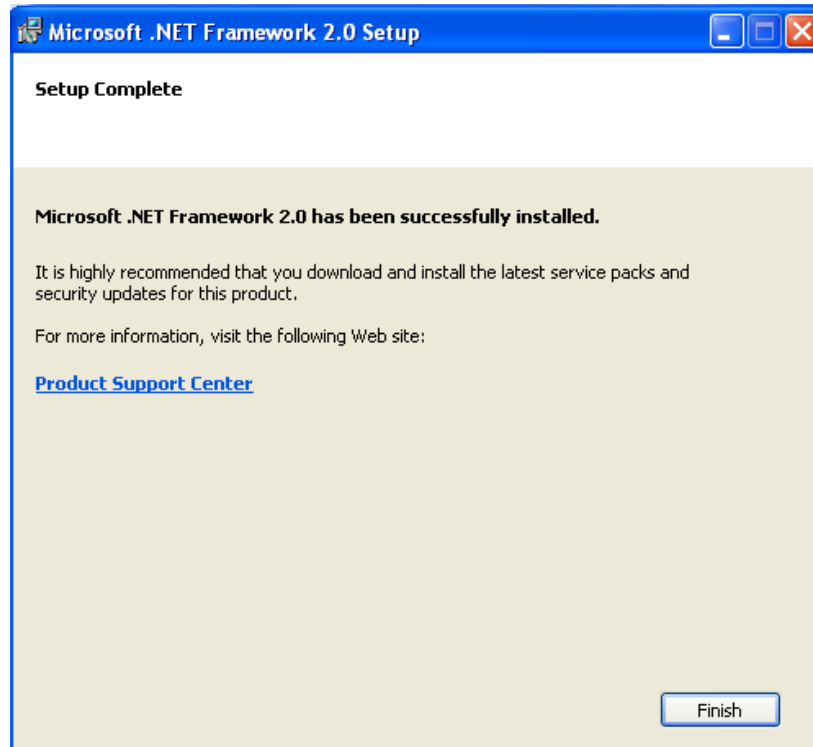 Microsoft .NET Framework 2.0 Setup
Setup Complete
Microsoft .NET Framework 2.0 has been successfully installed.
It is highly recommended that you download and install the latest service packs and
security updates for this product.
For more information, visit the following Web site:
Product Support Center
Finish